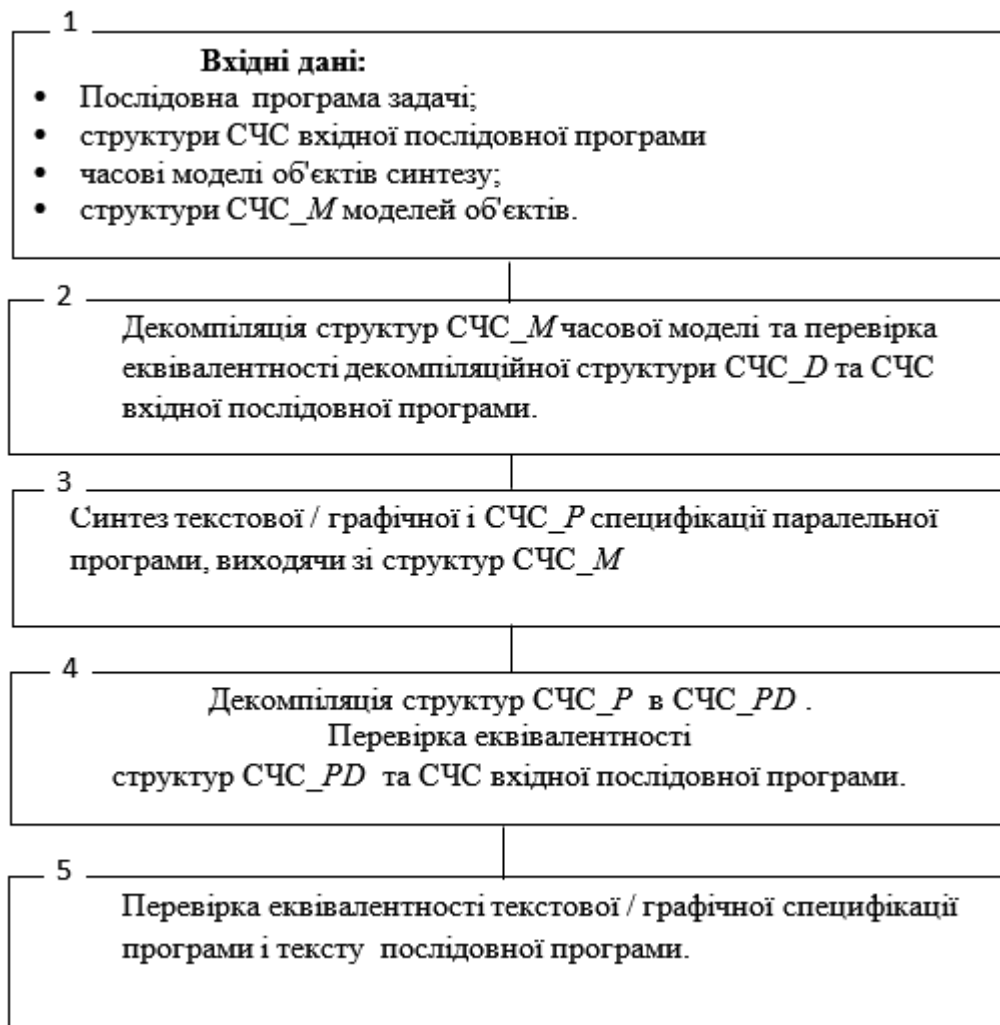 1
Вхідні дані:
• Послідовна програма задачі;
• структури СЧС вхідної послідовної програми
• часові моделі об'єктів синтезу;
• структури СЧС_M моделей об'єктів.
2
Декомпіляція структур СЧС_M часової моделі та перевірка
еквівалентності декомпіляційної структури СЧС_D та СЧС
вхідної послідовної програми.
3
Синтез текстової / графічної і СЧС_P специфікації паралельної
програми, виходячи зі структур СЧС_M
4
Декомпіляція структур СЧС_P в СЧС_PD .
Перевірка еквівалентності
структур СЧС_PD та СЧС вхідної послідовної програми.
5
Перевірка еквівалентності текстової / графічної специфікації
програми і тексту послідовної програми.